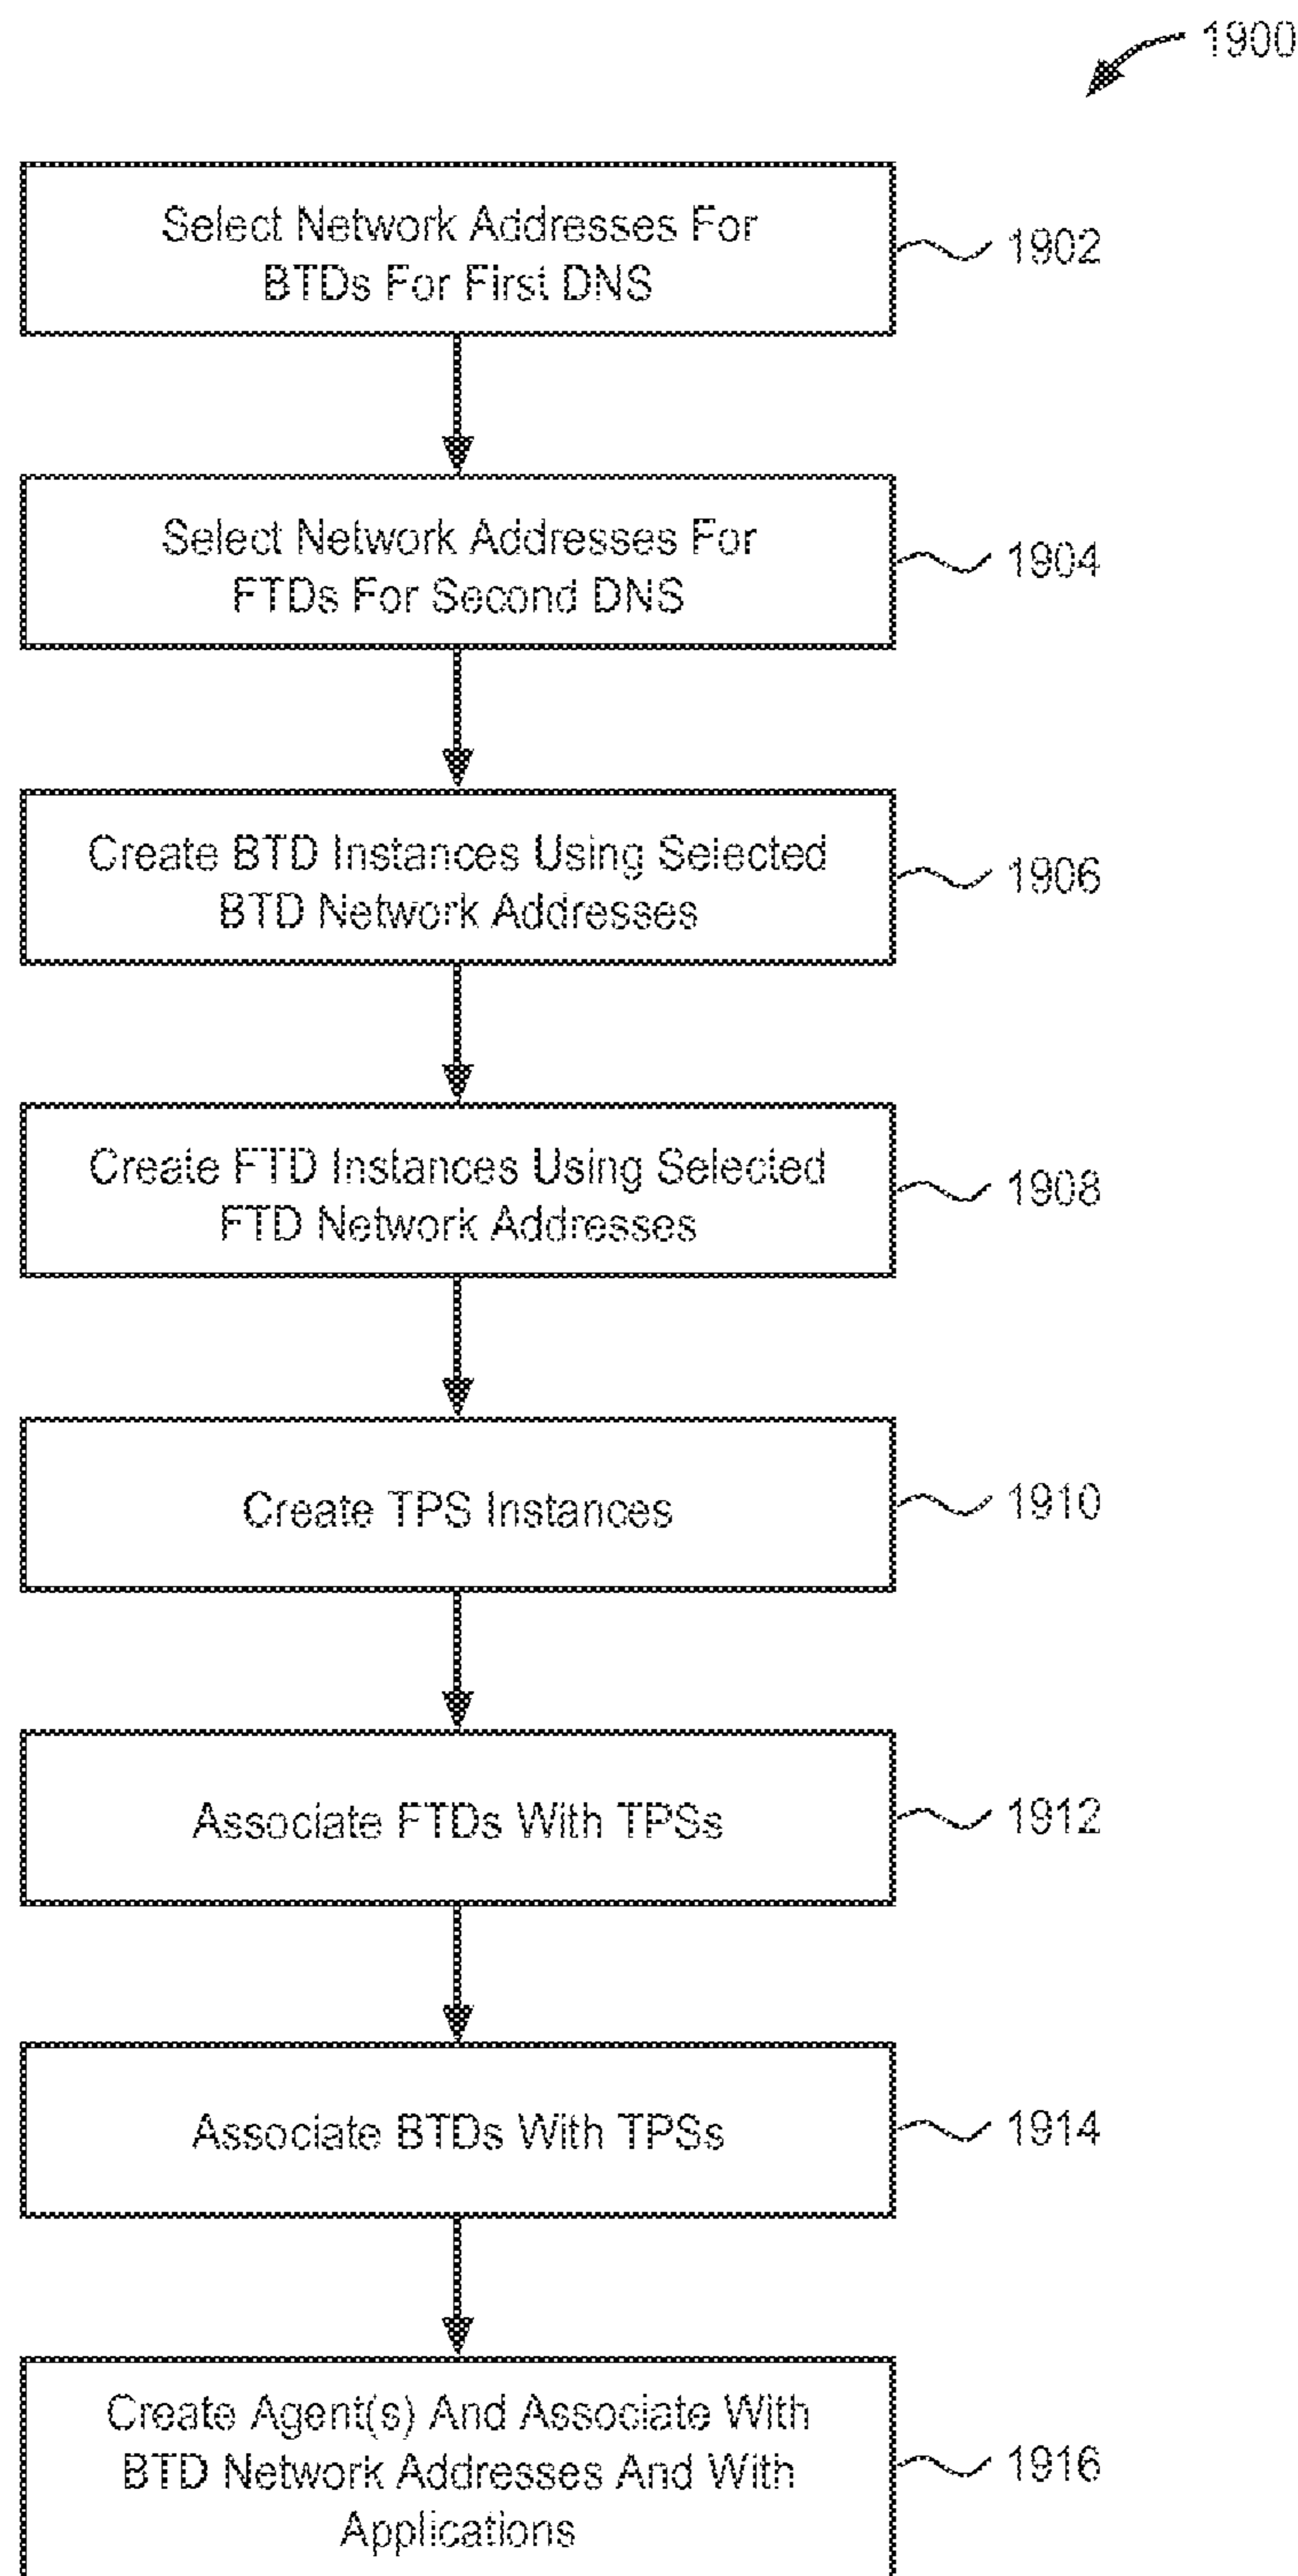 1900
Select Network Addresses For
BTDs For First DNS
1902
Select Network Addresses For
FTDs For Second DNS
1904
Create BTD Instances Using Selected
BTD Network Addresses
1906
Create FTD Instances Using Selected
FTD Network Addresses
1908
Create TPS Instances
1910
Associate FTDs With TPSs
1912
Associate BTDs With TPSs
1914
Create Agent(s) And Associate With
BTD Network Addresses And With
Applications
1916